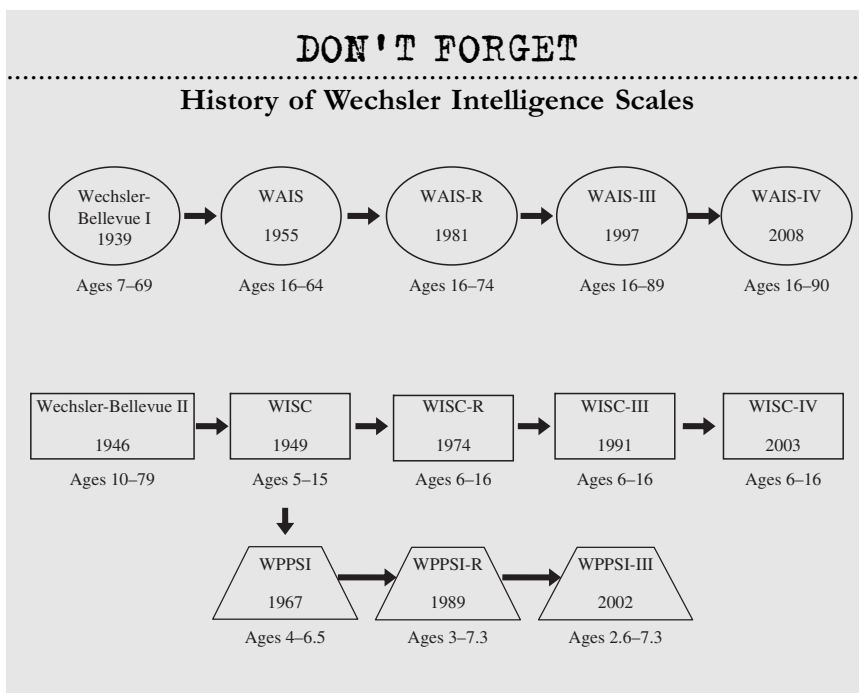 DON'T FORGET
History of Wechsler Intelligence Scales
Wechsler-
Bellevue I
1939
Ages 7–69
WAIS
1955
Ages 16–64
WAIS-R
1981
Ages 16–74
WAIS-III
1997
Ages 16–89
WAIS-IV
2008
Ages 16–90
Wechsler-Bellevue II
1946
Ages 10–79
WISC
1949
Ages 5–15
WISC-R
1974
Ages 6–16
WISC-III
1991
Ages 6–16
WISC-IV
2003
Ages 6–16
WPPSI
1967
Ages 4–6.5
WPPSI-R
1989
Ages 3–7.3
WPPSI-III
2002
Ages 2.6–7.3